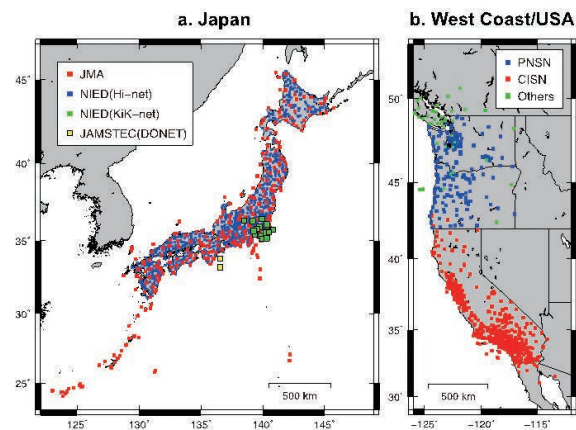 a. Japan
JMA
NIED(Hi-net)
NIED(KiK-net)
JAMSTEC(DONET)
45˚
40˚
35˚
30˚
25˚
500 km
125˚ 130˚ 135˚ 140˚ 145˚
b. West Coast/USA
PNSN
CISN
Others
50˚
45˚
40˚
35˚
30˚
500 km
−125˚ −120˚ −115˚